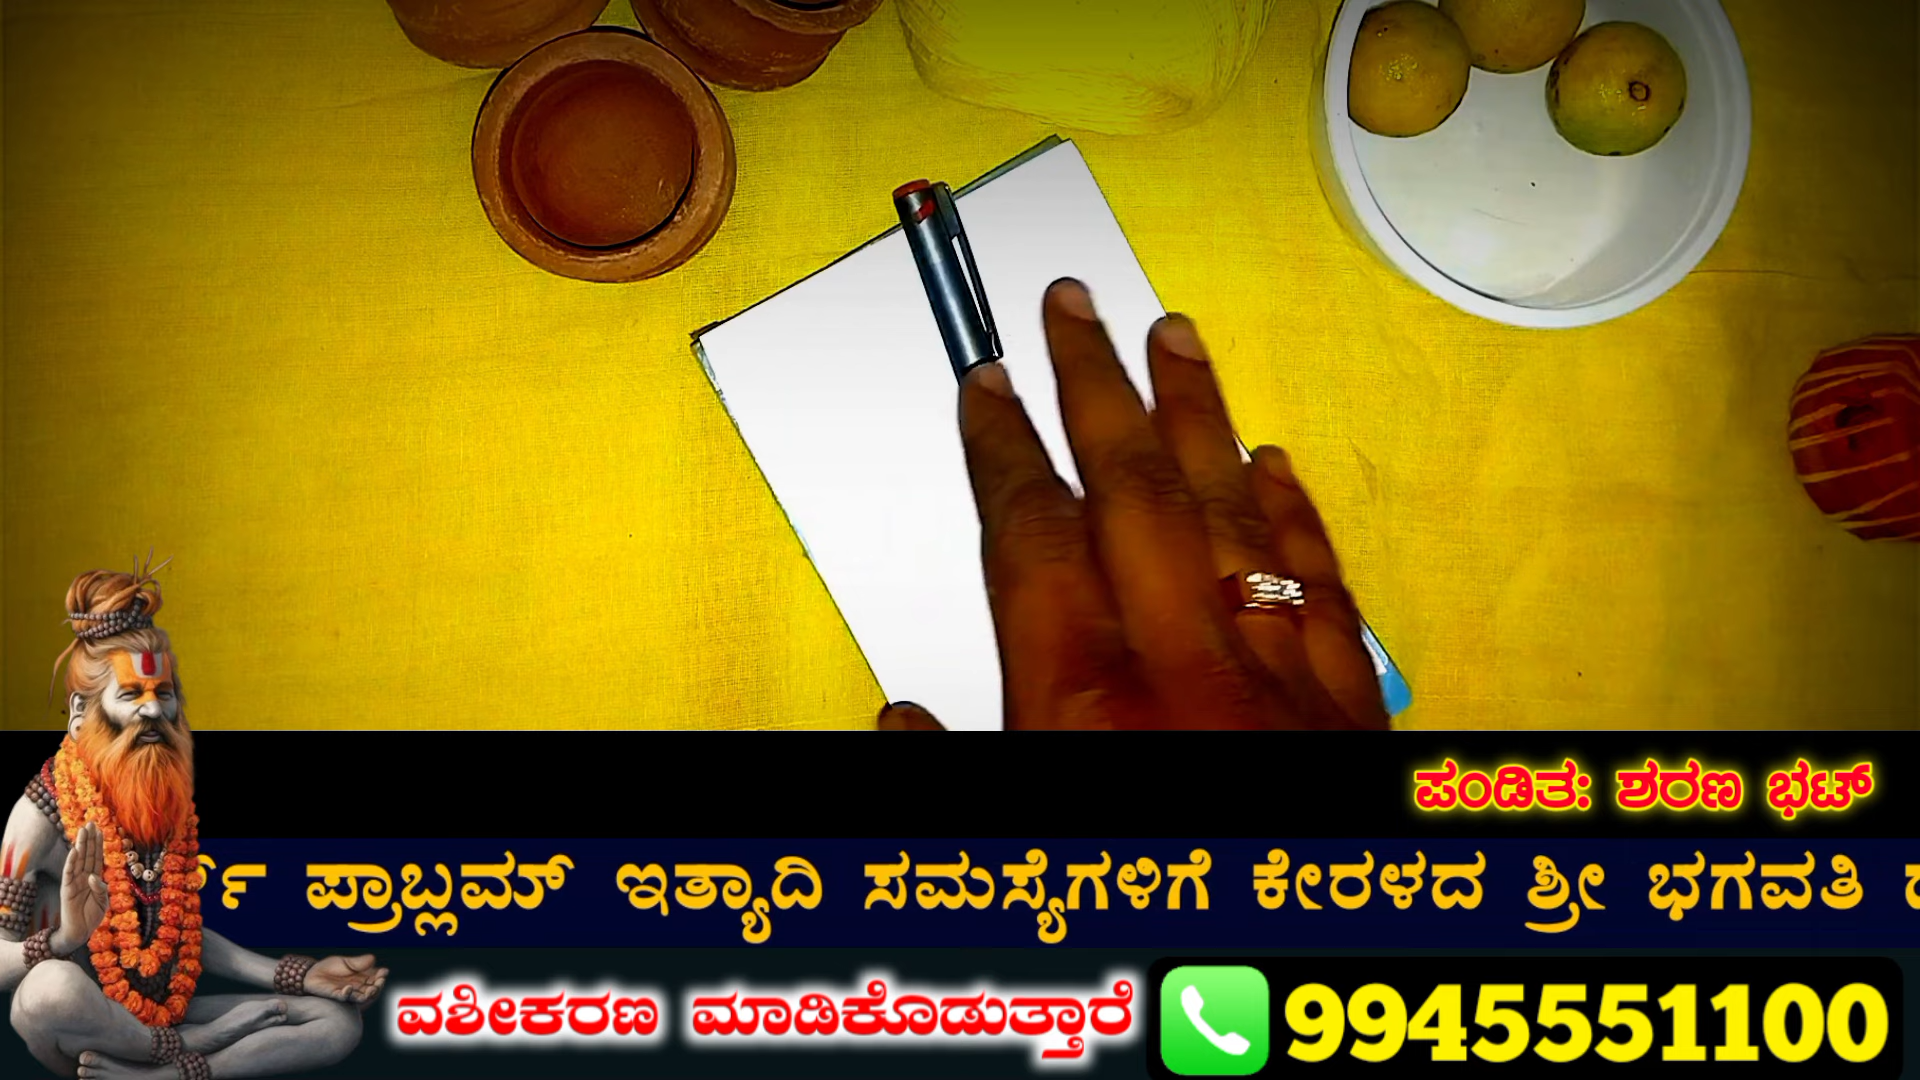 ಪಂಡಿತ: ಶರಣ ಭಟ್
ಪ್ರಾಬ್ಲಮ್ ಇತ್ಯಾದಿ ಸಮಸ್ಯೆಗಳಿಗೆ ಕೇರಳದ ಶ್ರೀ ಭಗವತಿ
ವಶೀಕರಣ ಮಾಡಿಕೊಡುತ್ತಾರೆ 9945551100